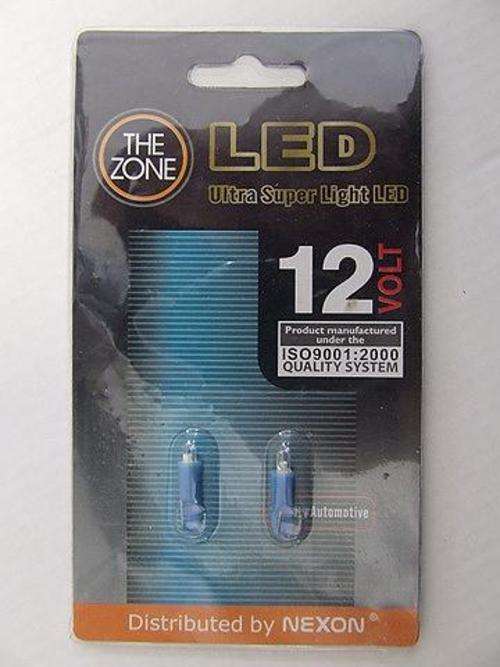 THE
ZONE
LED
Ultra Super Light LED
12
VOLT
Product manufactured
under the
ISO9001:2000
QUALITY SYSTEM
Automotive
Distributed by NEXON®